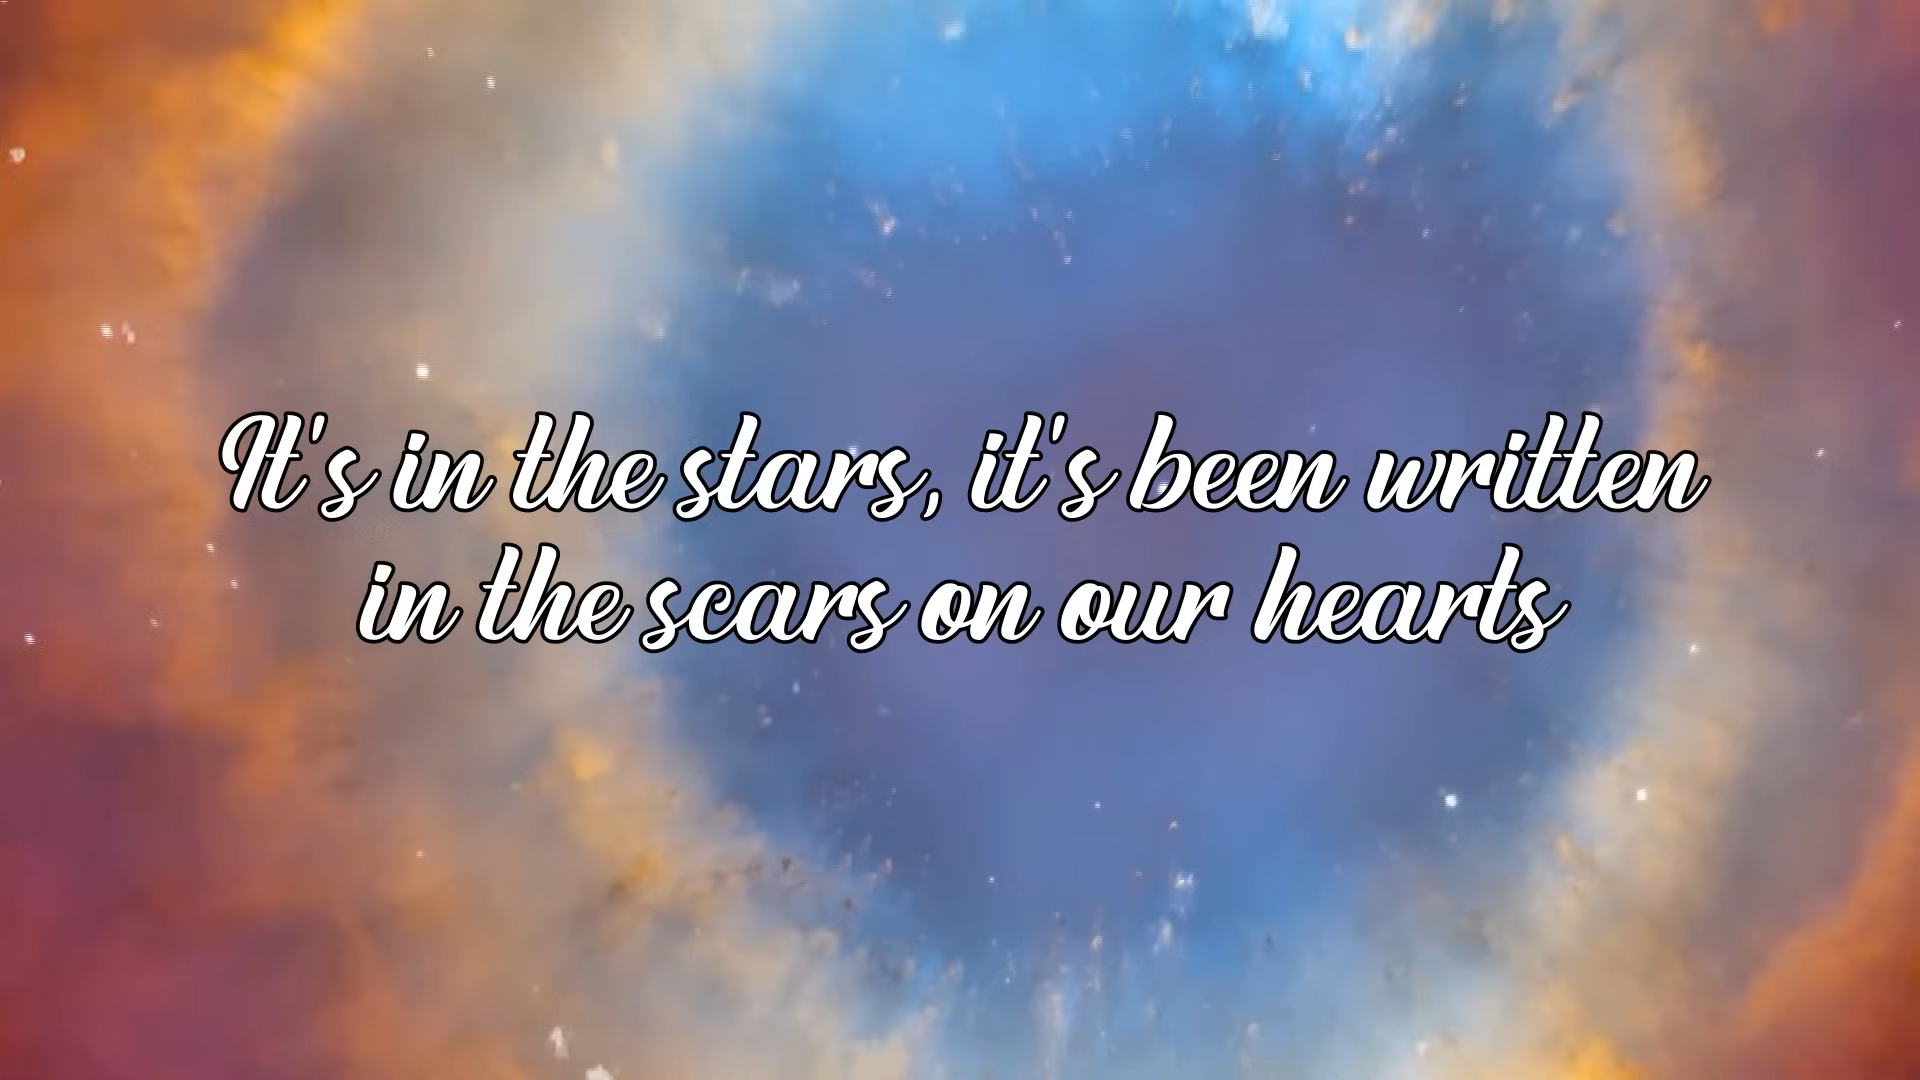 It's in the stars, it's been written
in the scars on our hearts